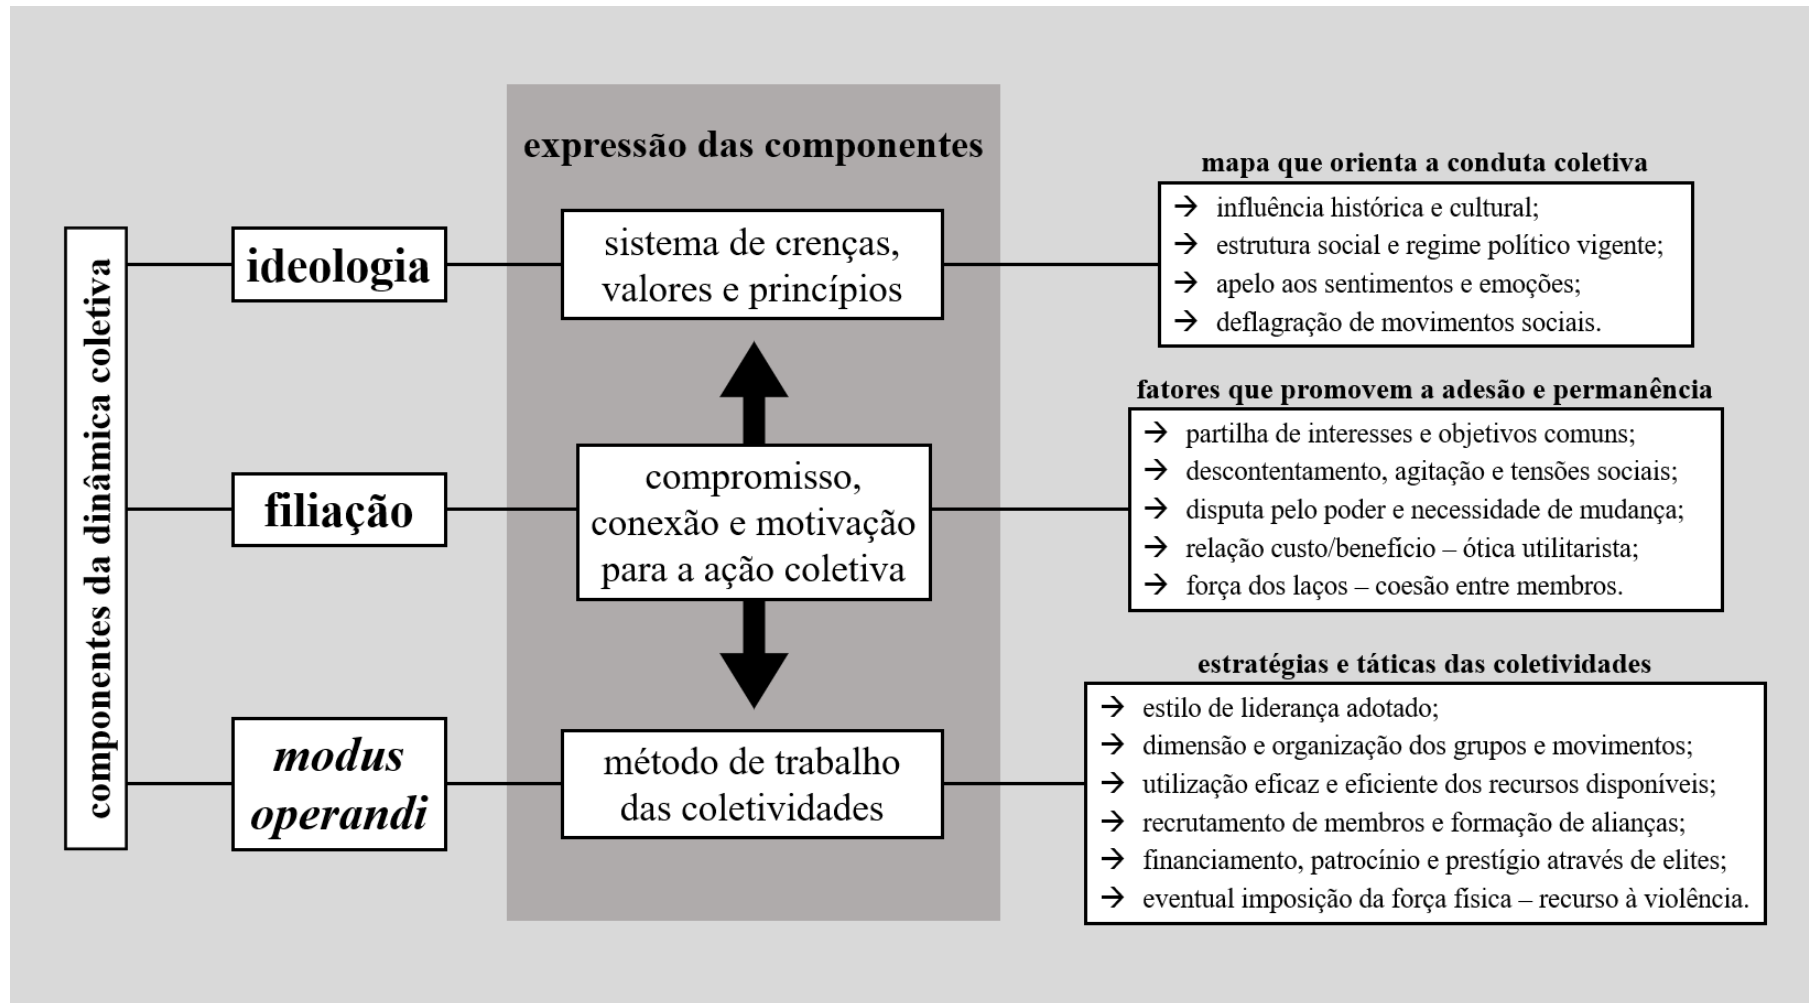 componentes da dinâmica coletiva
expressão das componentes
ideologia
sistema de crenças,
valores e princípios
mapa que orienta a conduta coletiva
→ influência histórica e cultural;
→ estrutura social e regime político vigente;
→ apelo aos sentimentos e emoções;
→ deflagração de movimentos sociais.
filiação
compromisso,
conexão e motivação
para a ação coletiva
fatores que promovem a adesão e permanência
→ partilha de interesses e objetivos comuns;
→ descontentamento, agitação e tensões sociais;
→ disputa pelo poder e necessidade de mudança;
→ relação custo/benefício – ótica utilitarista;
→ força dos laços – coesão entre membros.
modus
operandi
método de trabalho
das coletividades
estratégias e táticas das coletividades
→ estilo de liderança adotado;
→ dimensão e organização dos grupos e movimentos;
→ utilização eficaz e eficiente dos recursos disponíveis;
→ recrutamento de membros e formação de alianças;
→ financiamento, patrocínio e prestígio através de elites;
→ eventual imposição da força física – recurso à violência.